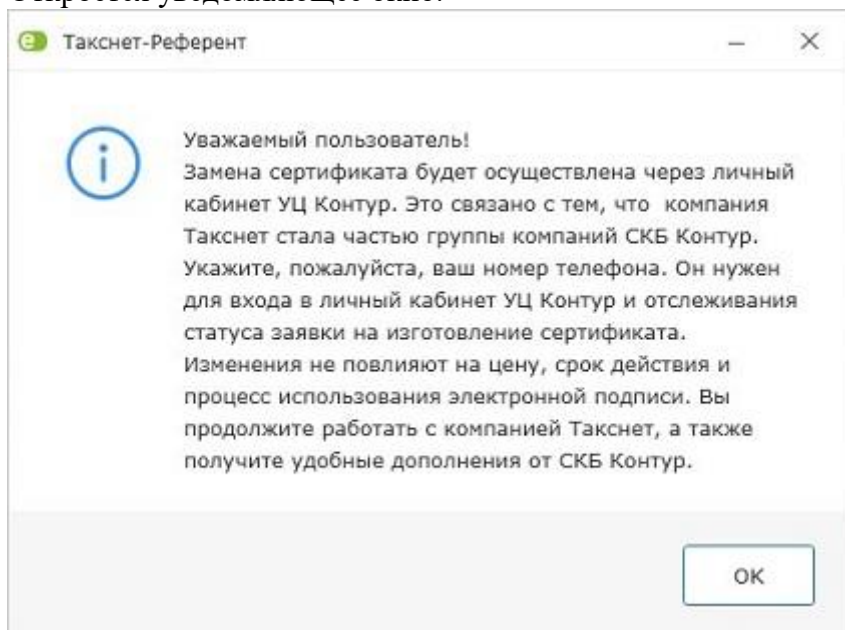 Такснет-Референт
Уважаемый пользователь!
Замена сертификата будет осуществлена через личный
кабинет УЦ Контур. Это связано с тем, что компания
Такснет стала частью группы компаний СКБ Контур.
Укажите, пожалуйста, ваш номер телефона. Он нужен
для входа в личный кабинет УЦ Контур и отслеживания
статуса заявки на изготовление сертификата.
Изменения не повлияют на цену, срок действия и
процесс использования электронной подписи. Вы
продолжите работать с компанией Такснет, а также
получите удобные дополнения от СКБ Контур.
ОК